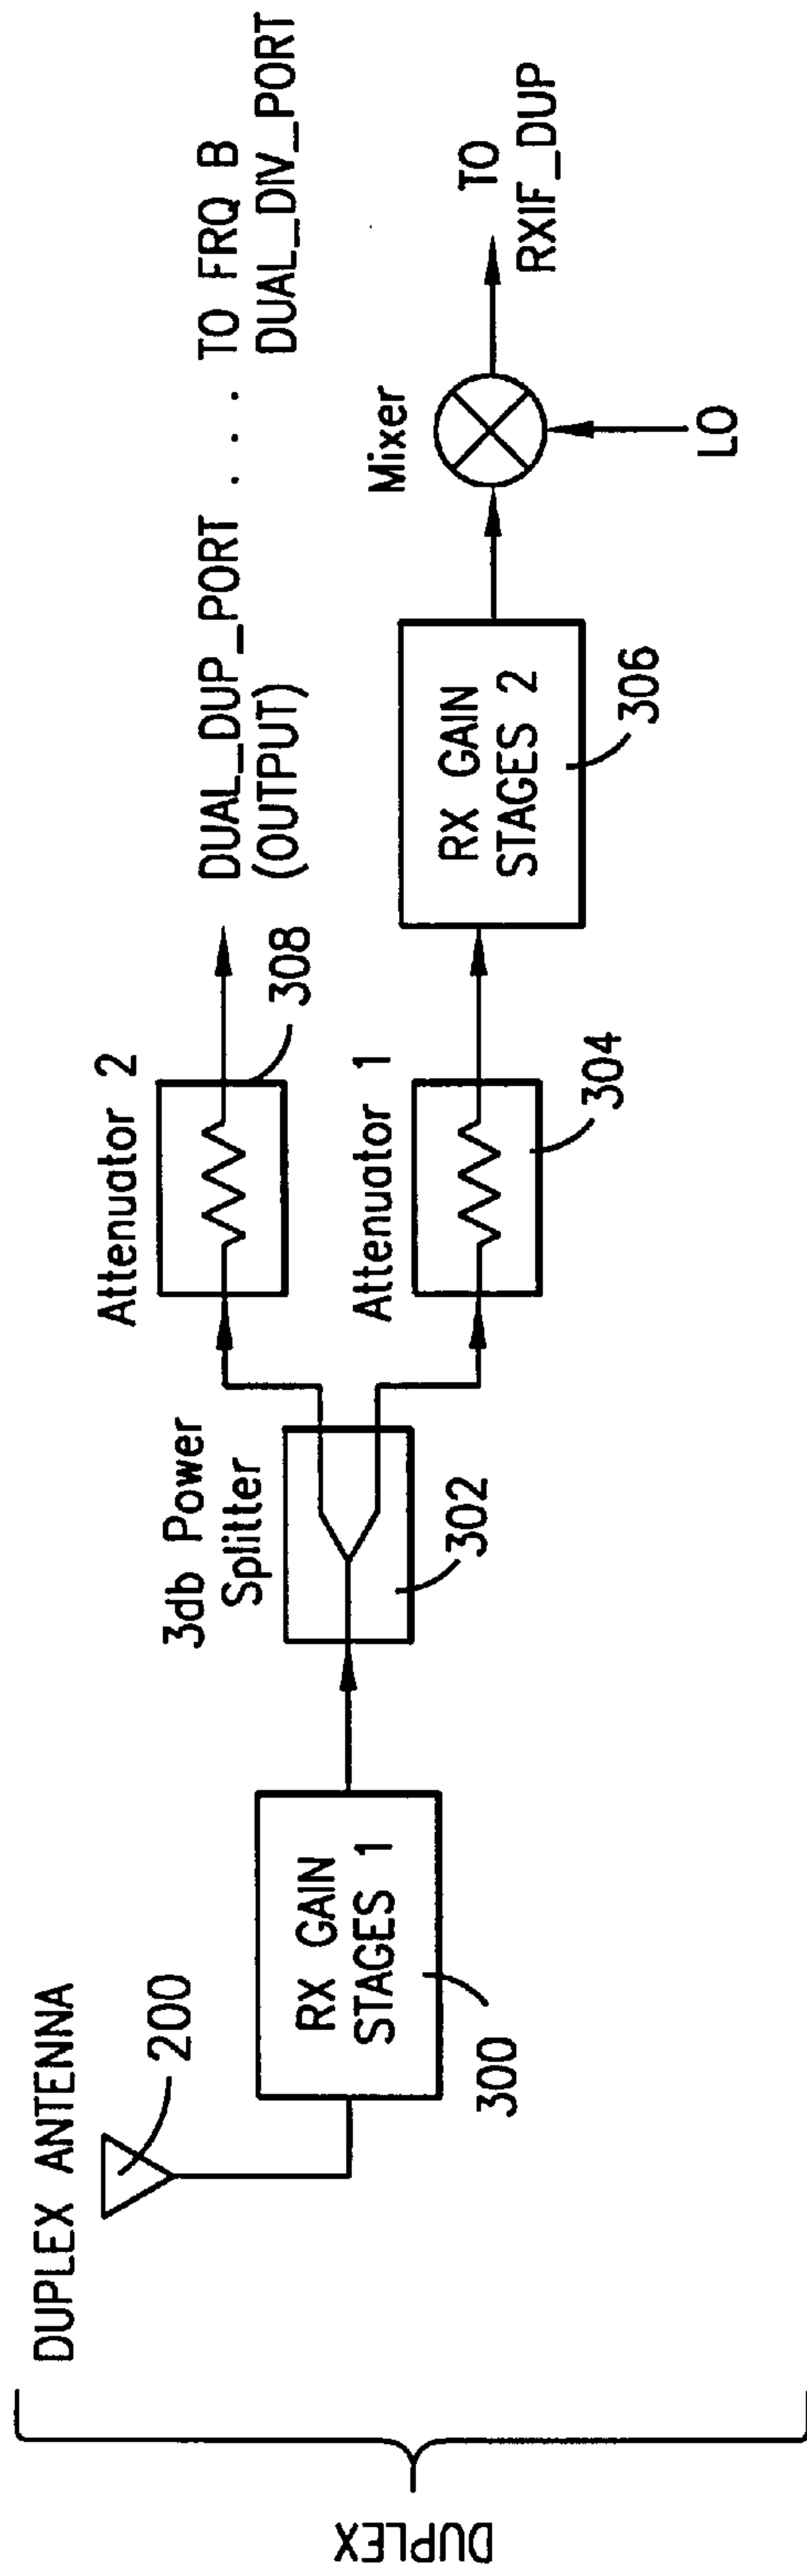 DUPLEX
DUPLEX ANTENNA
200
RX GAIN
STAGES 1
300
3db Power
Splitter
302
Attenuator 2
308
DUAL_DUP_PORT . . . TO FRQ B
(OUTPUT) DUAL_DIV_PORT
Attenuator 1
304
RX GAIN
STAGES 2
306
Mixer
LO
TO
RXIF_DUP